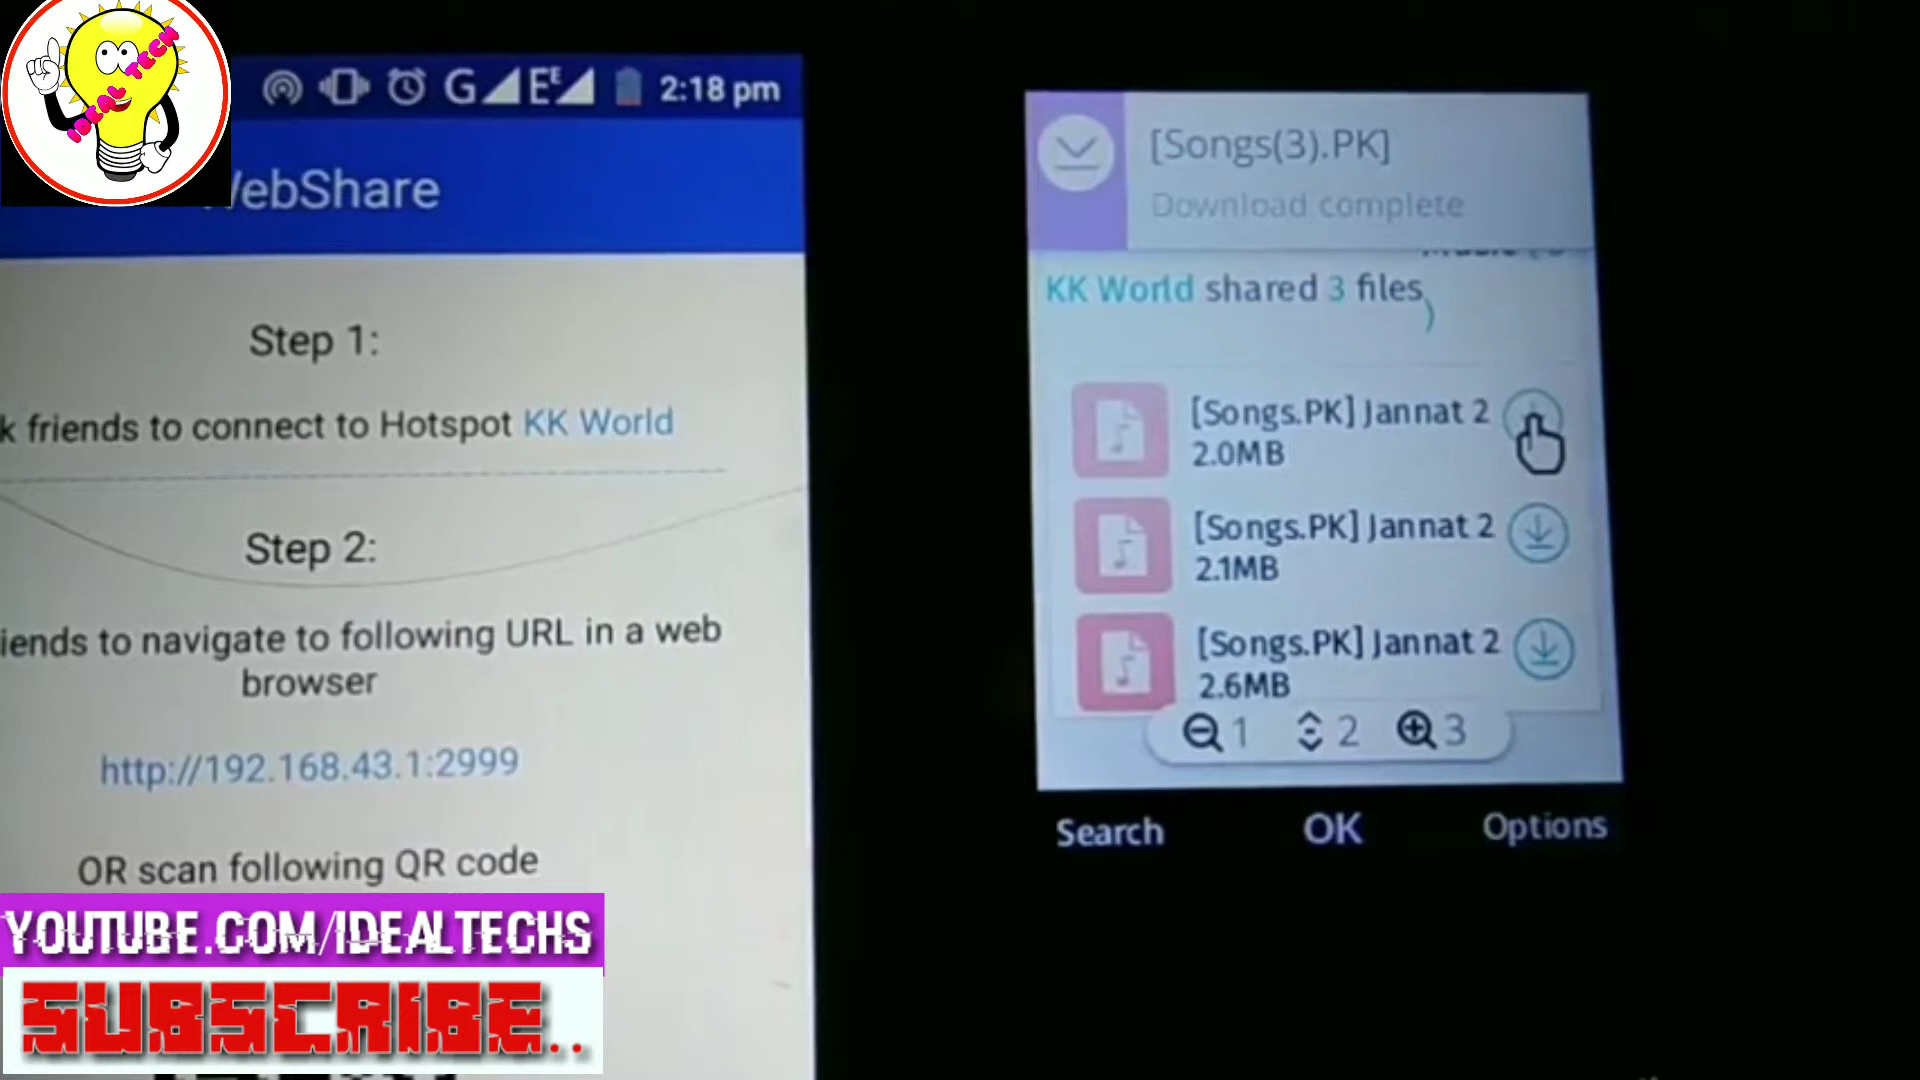 IDEAL TECH
G E E 2:18 pm
WebShare
Step 1:
k friends to connect to Hotspot KK World
Step 2:
iends to navigate to following URL in a web
browser
http://192.168.43.1:2999
OR scan following QR code
YOUTUBE.COM/IDEALTECHS
SUBSCRIBE..
[Songs(3).PK]
Download complete
KK World shared 3 files
)
[Songs.PK] Jannat 2
2.0MB
[Songs.PK] Jannat 2
2.1MB
[Songs.PK] Jannat 2
2.6MB
1 2 3
Search OK Options